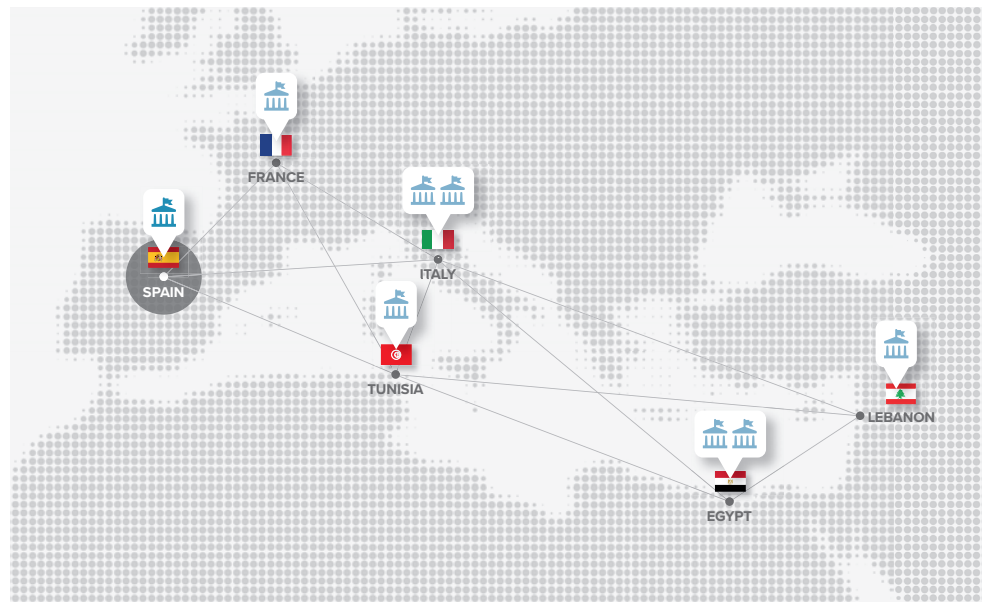 FRANCE
ITALY
SPAIN
TUNISIA
LEBANON
EGYPT